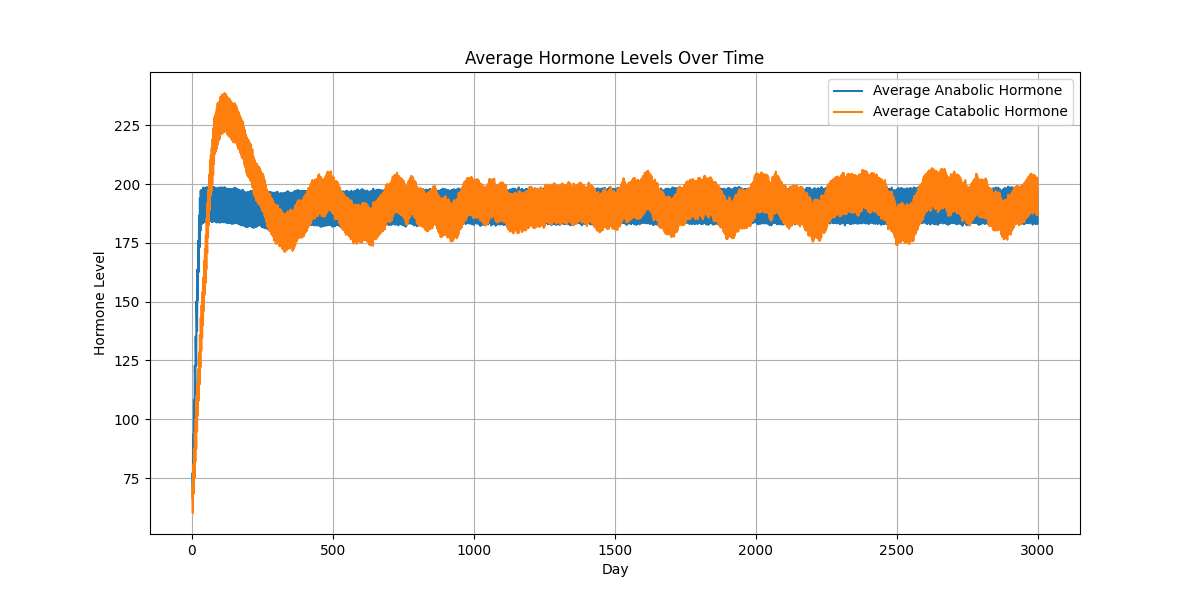 Average Hormone Levels Over Time
Average Anabolic Hormone
Average Catabolic Hormone
Hormone Level
225
200
175
150
125
100
75
0 500 1000 1500 2000 2500 3000
Day